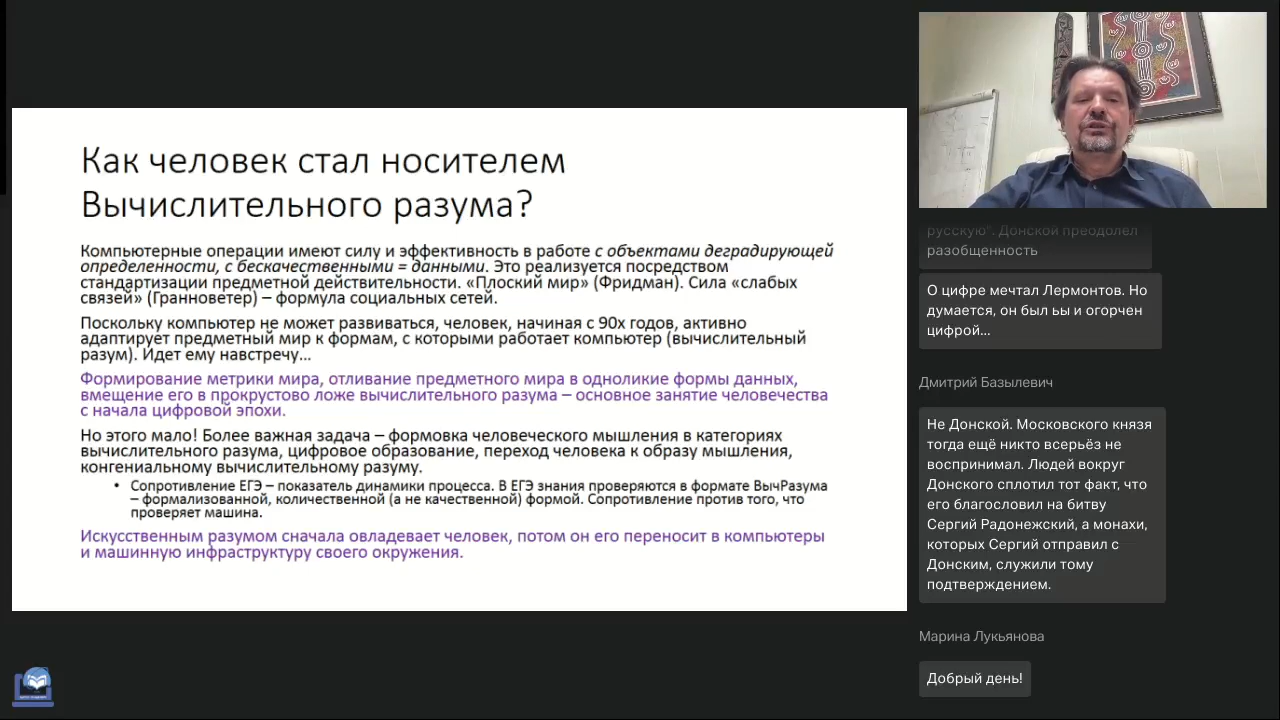 Как человек стал носителем
Вычислительного разума?
Компьютерные операции имеют силу и эффективность в работе с объектами деградирующей
определенности, с бескачественными = данными. Это реализуется посредством
стандартизации предметной действительности. «Плоский мир» (Фридман). Сила «слабых
связей» (Гранноветер) – формула социальных сетей.
Поскольку компьютер не может развиваться, человек, начиная с 90х годов, активно
адаптирует предметный мир к формам, с которыми работает компьютер (вычислительный
разум). Идет ему навстречу...
Формирование метрики мира, отливание предметного мира в одноликие формы данных,
вмещение его в прокрустово ложе вычислительного разума – основное занятие человечества
с начала цифровой эпохи.
Но этого мало! Более важная задача – формовка человеческого мышления в категориях
вычислительного разума, цифровое образование, переход человека к образу мышления,
конгениальному вычислительному разуму.
• Сопротивление ЕГЭ – показатель динамики процесса. В ЕГЭ знания проверяются в формате ВычРазума
– формализованной, количественной (а не качественной) формой. Сопротивление против того, что
проверяет машина.
Искусственным разумом сначала овладевает человек, потом он его переносит в компьютеры
и машинную инфраструктуру своего окружения.
русскую". Донской преодолел
разобщенность
О цифре мечтал Лермонтов. Но
думается, он был ьы и огорчен
цифрой...
Дмитрий Базылевич
Не Донской. Московского князя
тогда ещё никто всерьёз не
воспринимал. Людей вокруг
Донского сплотил тот факт, что
его благословил на битву
Сергий Радонежский, а монахи,
которых Сергий отправил с
Донским, служили тому
подтверждением.
Марина Лукьянова
Добрый день!